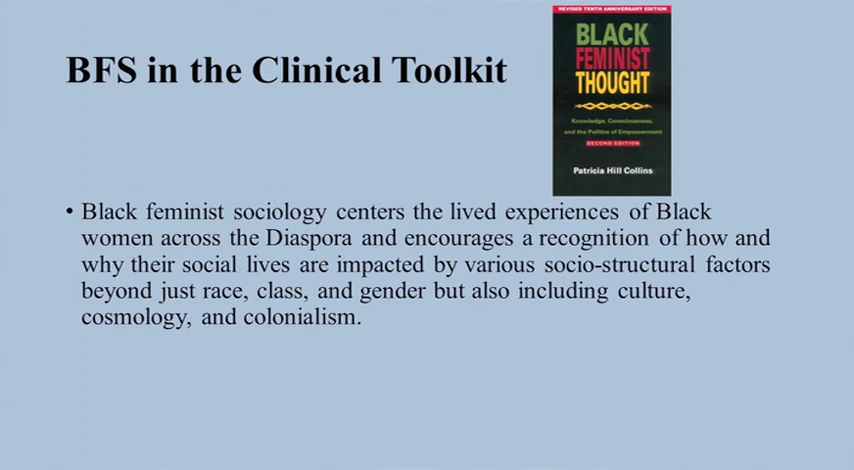 BFS in the Clinical Toolkit
REVISED TENTH ANNIVERSARY EDITION
BLACK
FEMINIST
THOUGHT
Knowledge, Consciousness,
and the Politics of Empowerment
SECOND EDITION
Patricia Hill Collins
• Black feminist sociology centers the lived experiences of Black
women across the Diaspora and encourages a recognition of how and
why their social lives are impacted by various socio-structural factors
beyond just race, class, and gender but also including culture,
cosmology, and colonialism.